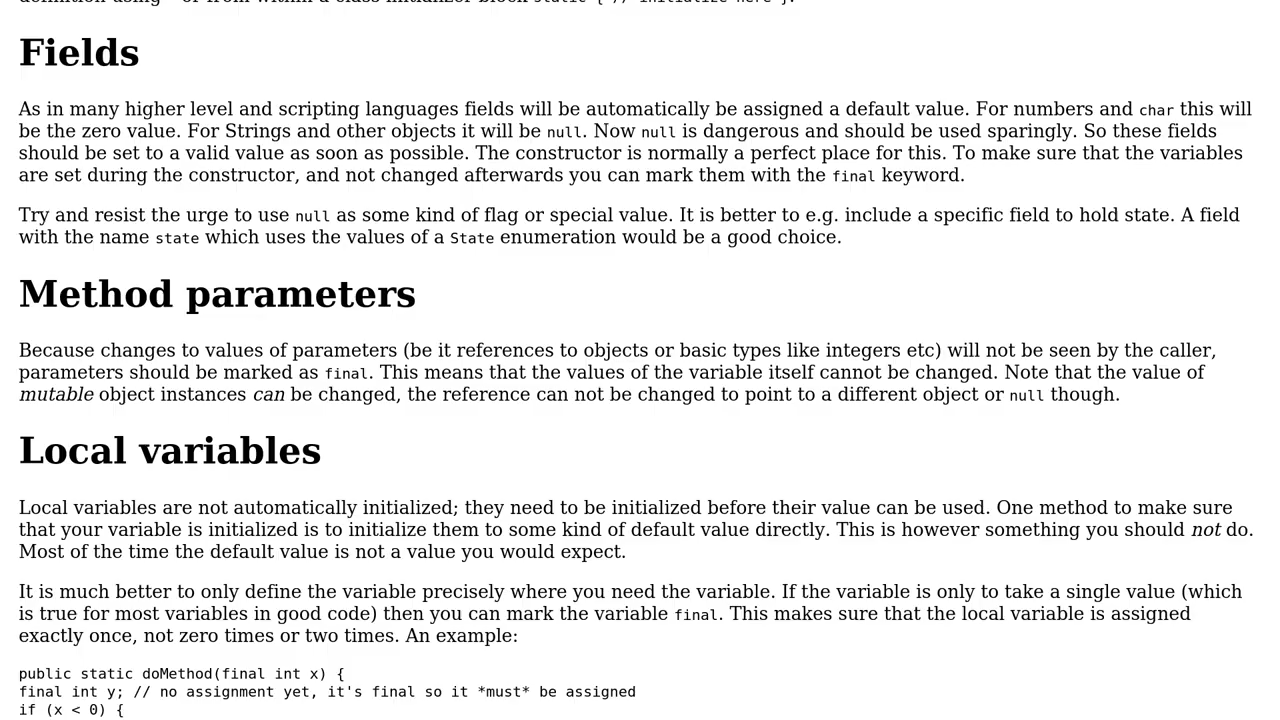 definition using = or from within a class initializer block static { // initialize here }.
Fields
As in many higher level and scripting languages fields will be automatically be assigned a default value. For numbers and char this will
be the zero value. For Strings and other objects it will be null. Now null is dangerous and should be used sparingly. So these fields
should be set to a valid value as soon as possible. The constructor is normally a perfect place for this. To make sure that the variables
are set during the constructor, and not changed afterwards you can mark them with the final keyword.
Try and resist the urge to use null as some kind of flag or special value. It is better to e.g. include a specific field to hold state. A field
with the name state which uses the values of a State enumeration would be a good choice.
Method parameters
Because changes to values of parameters (be it references to objects or basic types like integers etc) will not be seen by the caller,
parameters should be marked as final. This means that the values of the variable itself cannot be changed. Note that the value of
mutable object instances can be changed, the reference can not be changed to point to a different object or null though.
Local variables
Local variables are not automatically initialized; they need to be initialized before their value can be used. One method to make sure
that your variable is initialized is to initialize them to some kind of default value directly. This is however something you should not do.
Most of the time the default value is not a value you would expect.
It is much better to only define the variable precisely where you need the variable. If the variable is only to take a single value (which
is true for most variables in good code) then you can mark the variable final. This makes sure that the local variable is assigned
exactly once, not zero times or two times. An example:
public static doMethod(final int x) {
final int y; // no assignment yet, it's final so it *must* be assigned
if (x < 0) {